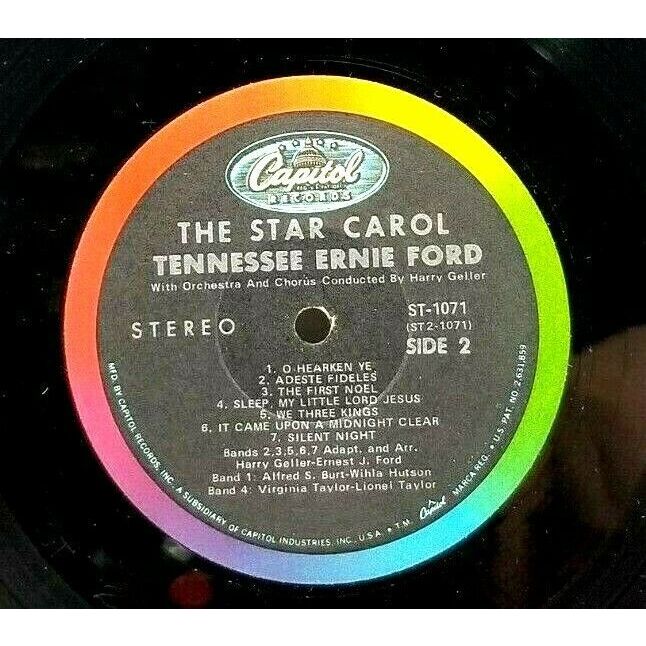 Capitol
RECORDS
THE STAR CAROL
TENNESSEE ERNIE FORD
With Orchestra And Chorus Conducted By Harry Geller
STEREO
ST-1071
(ST2-1071)
SIDE 2
1. O HEARKEN YE
2. ADESTE FIDELES
3. THE FIRST NOEL
4. SLEEP, MY LITTLE LORD JESUS
5. WE THREE KINGS
6. IT CAME UPON A MIDNIGHT CLEAR
7. SILENT NIGHT
Bands 2,3,5,6,7 Adapt. and Arr.
Harry Geller-Ernest J. Ford
Band 1: Alfred S. Burt-Wihla Hutson
Band 4: Virginia Taylor-Lionel Taylor
MFD. BY CAPITOL RECORDS, INC., A SUBSIDIARY OF CAPITOL INDUSTRIES, INC., U.S.A. • T.M. Capitol MARCA REG. • U.S. PAT. NO. 2,631,859